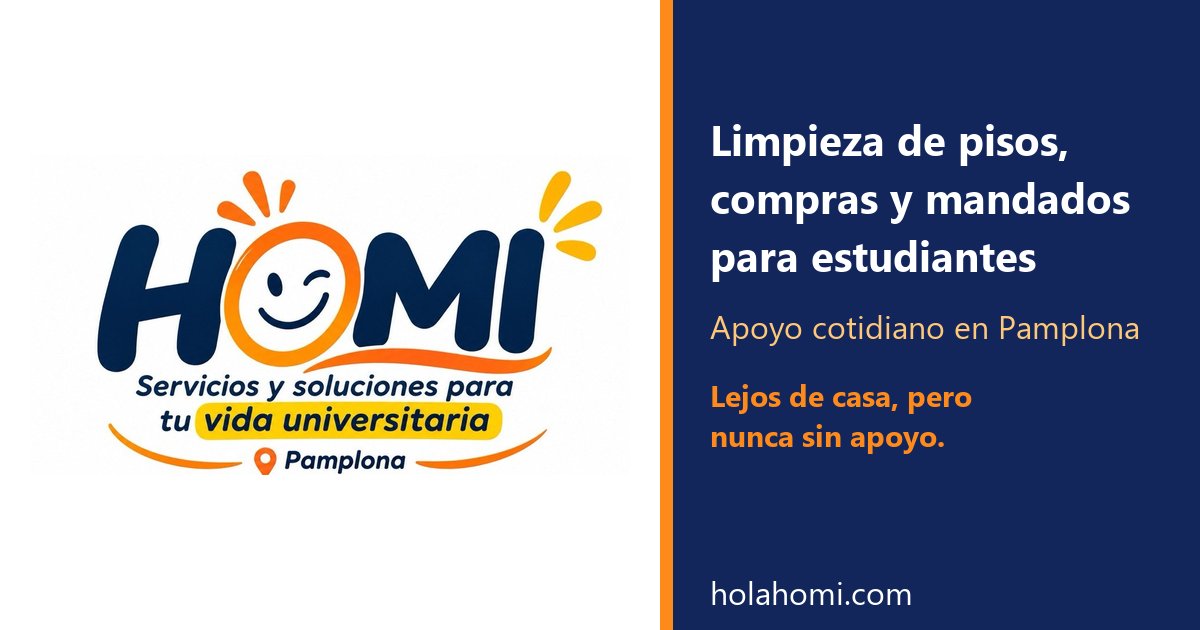 HOMI
Servicios y soluciones para
tu vida universitaria
Pamplona
Limpieza de pisos,
compras y mandados
para estudiantes
Apoyo cotidiano en Pamplona
Lejos de casa, pero
nunca sin apoyo.
holahomi.com